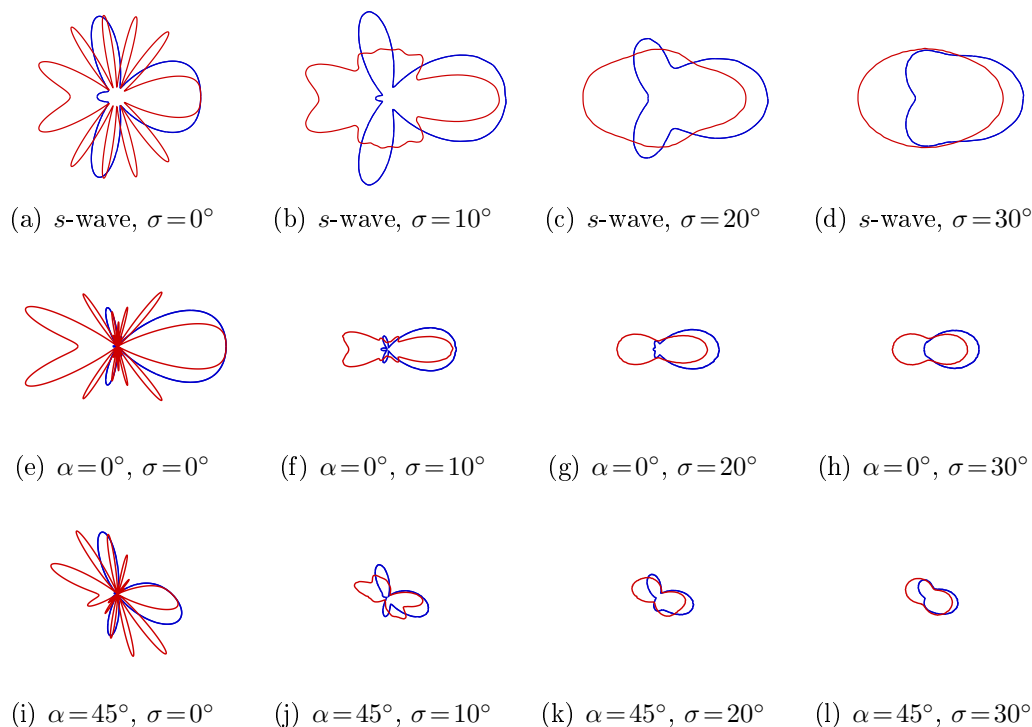 (a) s-wave, σ=0° (b) s-wave, σ=10° (c) s-wave, σ=20° (d) s-wave, σ=30°
(e) α=0°, σ=0° (f) α=0°, σ=10° (g) α=0°, σ=20° (h) α=0°, σ=30°
(i) α=45°, σ=0° (j) α=45°, σ=10° (k) α=45°, σ=20° (l) α=45°, σ=30°